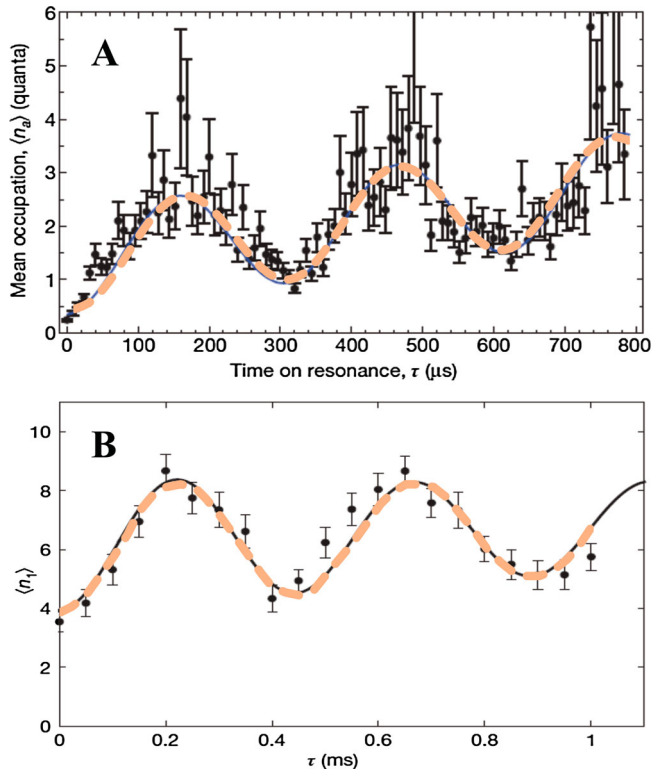 A
Mean occupation, ⟨nₐ⟩ (quanta)
6
5
4
3
2
1
0
0 100 200 300 400 500 600 700 800
Time on resonance, τ (μs)
B
⟨n₁⟩
10
8
6
4
2
0
0 0.2 0.4 0.6 0.8 1
τ (ms)